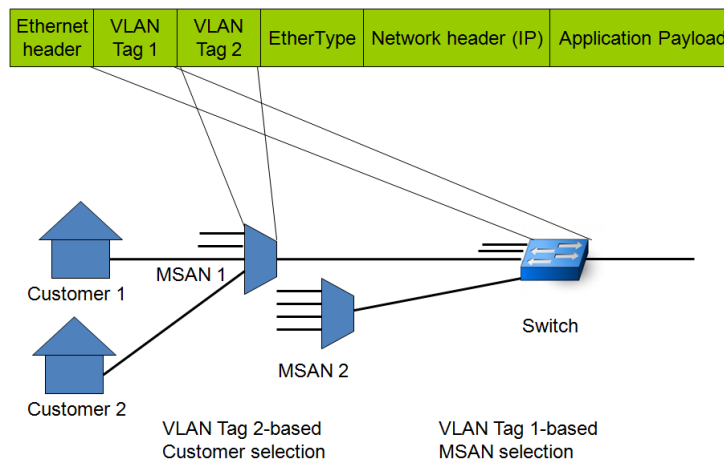 Ethernet header
VLAN Tag 1
VLAN Tag 2
EtherType
Network header (IP)
Application Payload
MSAN 1
Customer 1
Switch
MSAN 2
Customer 2
VLAN Tag 2-based
Customer selection
VLAN Tag 1-based
MSAN selection